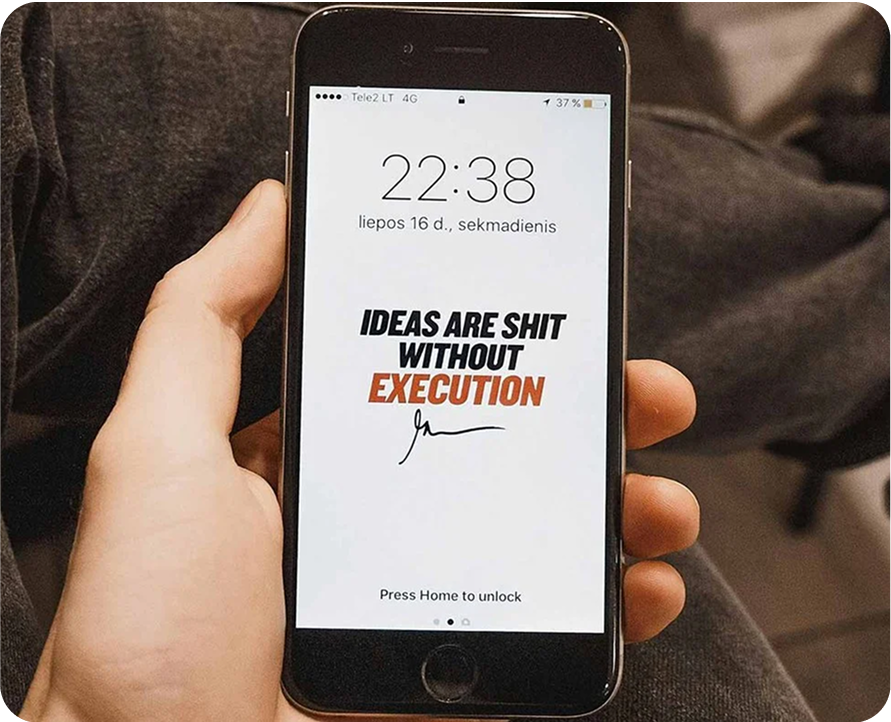 Tele2 LT 4G 37 %
22:38
liepos 16 d., sekmadienis
IDEAS ARE SHIT
WITHOUT
EXECUTION
Press Home to unlock